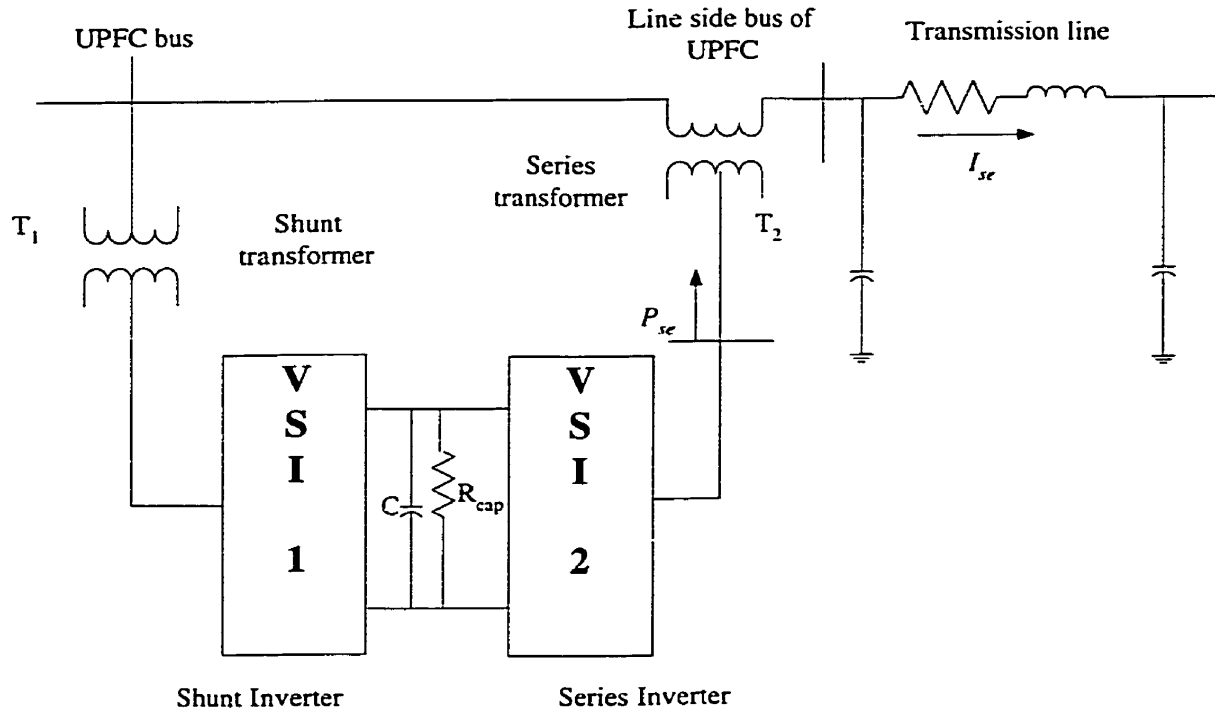 UPFC bus
Line side bus of
UPFC
Transmission line
I_se
Series
transformer
T_1
Shunt
transformer
T_2
P_se
V
S
I
1
C
R_cap
V
S
I
2
Shunt Inverter
Series Inverter